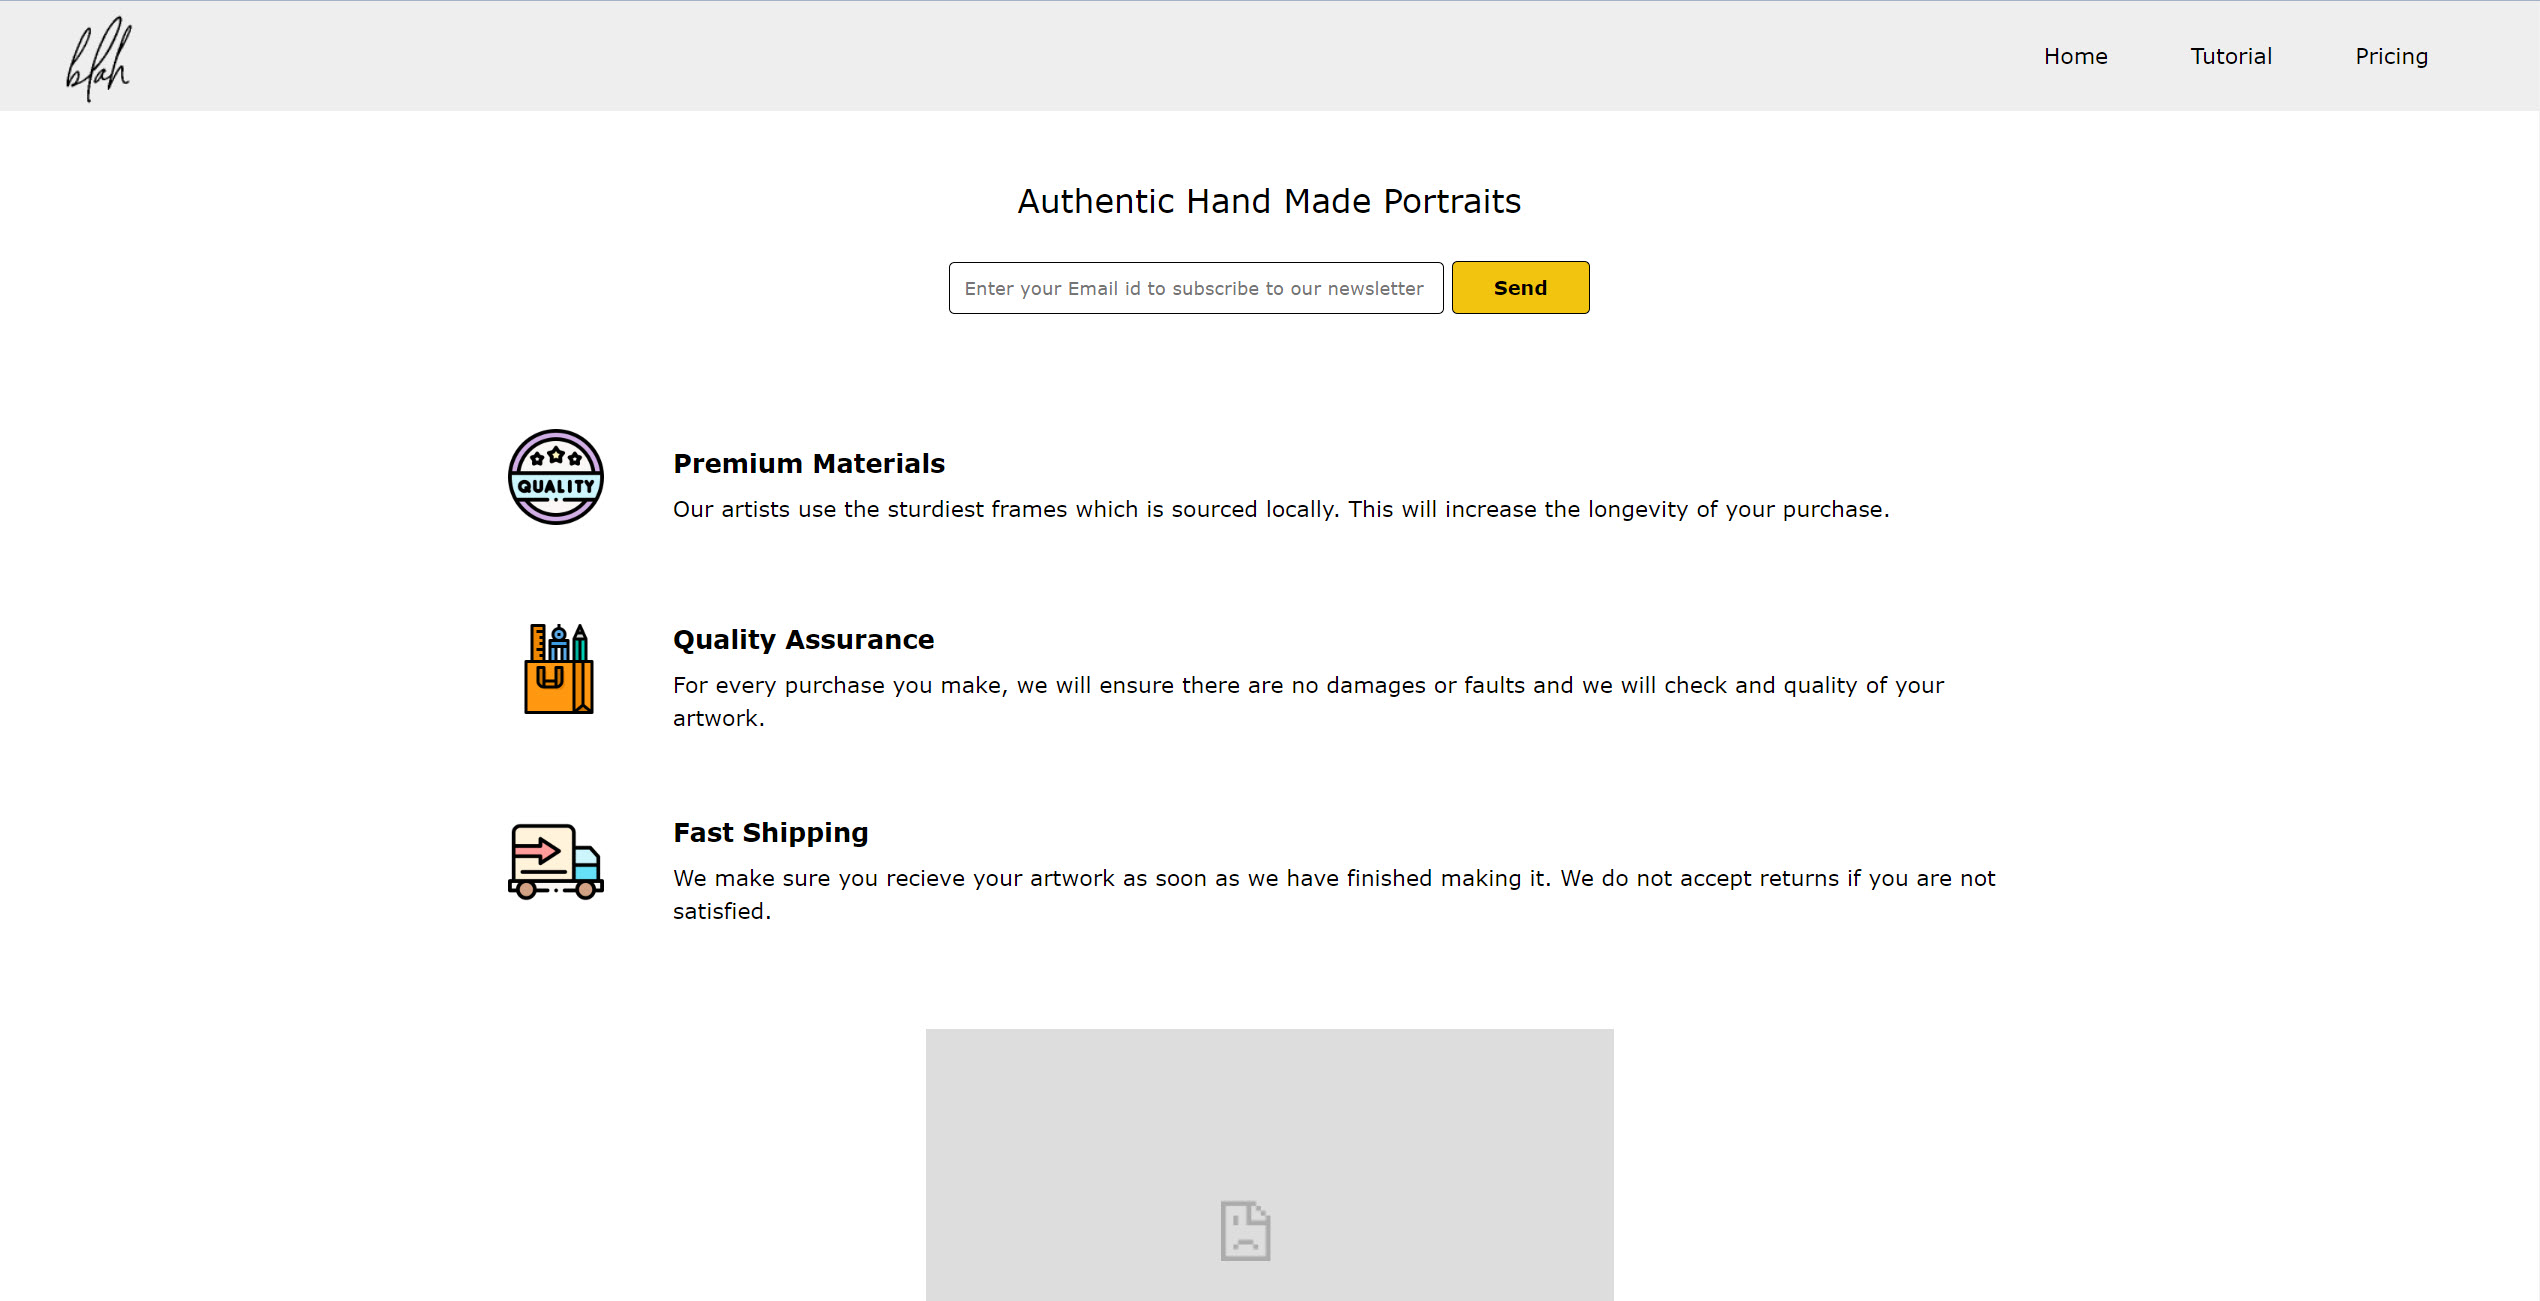 blah
Home Tutorial Pricing
Authentic Hand Made Portraits
Enter your Email id to subscribe to our newsletter Send
QUALITY
Premium Materials
Our artists use the sturdiest frames which is sourced locally. This will increase the longevity of your purchase.
Quality Assurance
For every purchase you make, we will ensure there are no damages or faults and we will check and quality of your
artwork.
Fast Shipping
We make sure you recieve your artwork as soon as we have finished making it. We do not accept returns if you are not
satisfied.